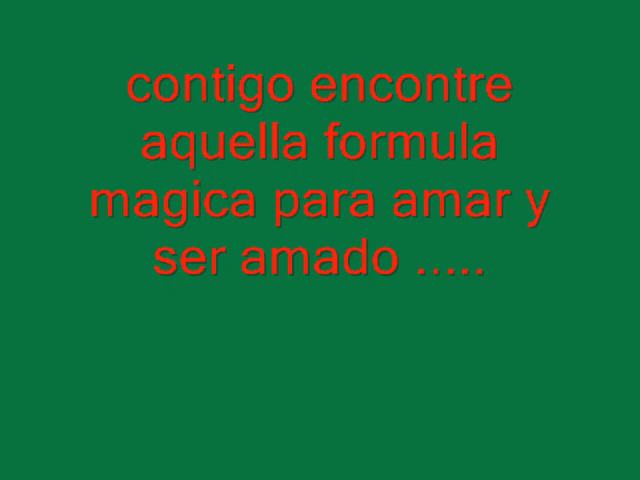 contigo encontre
aquella formula
magica para amar y
ser amado .....